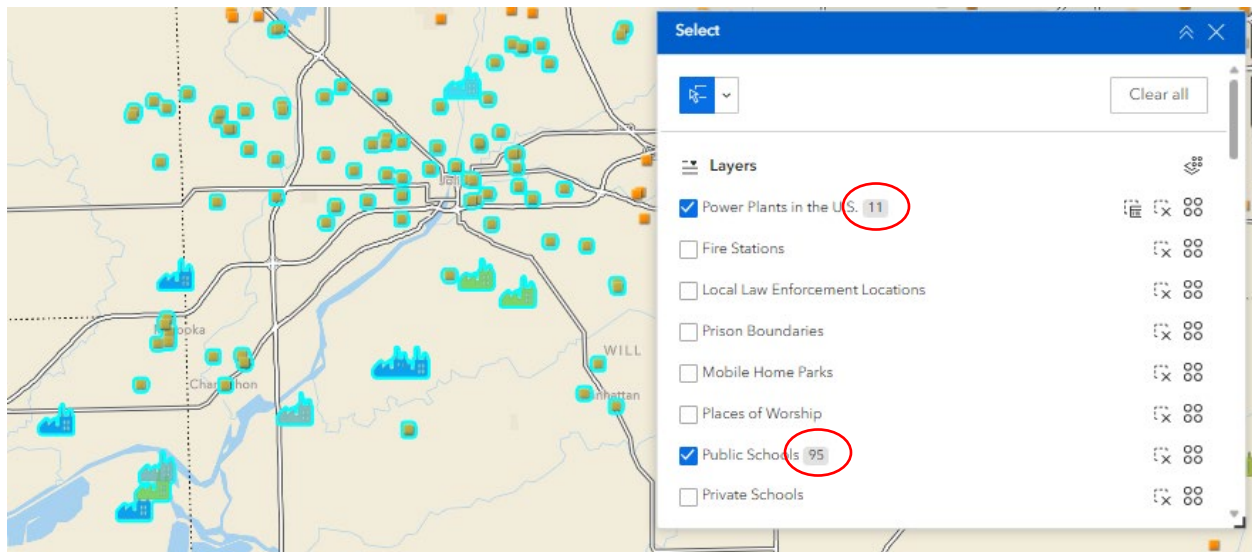 Select
Clear all
Layers
Power Plants in the U.S. 11
Fire Stations
Local Law Enforcement Locations
Prison Boundaries
Mobile Home Parks
Places of Worship
Public Schools 95
Private Schools
WILL